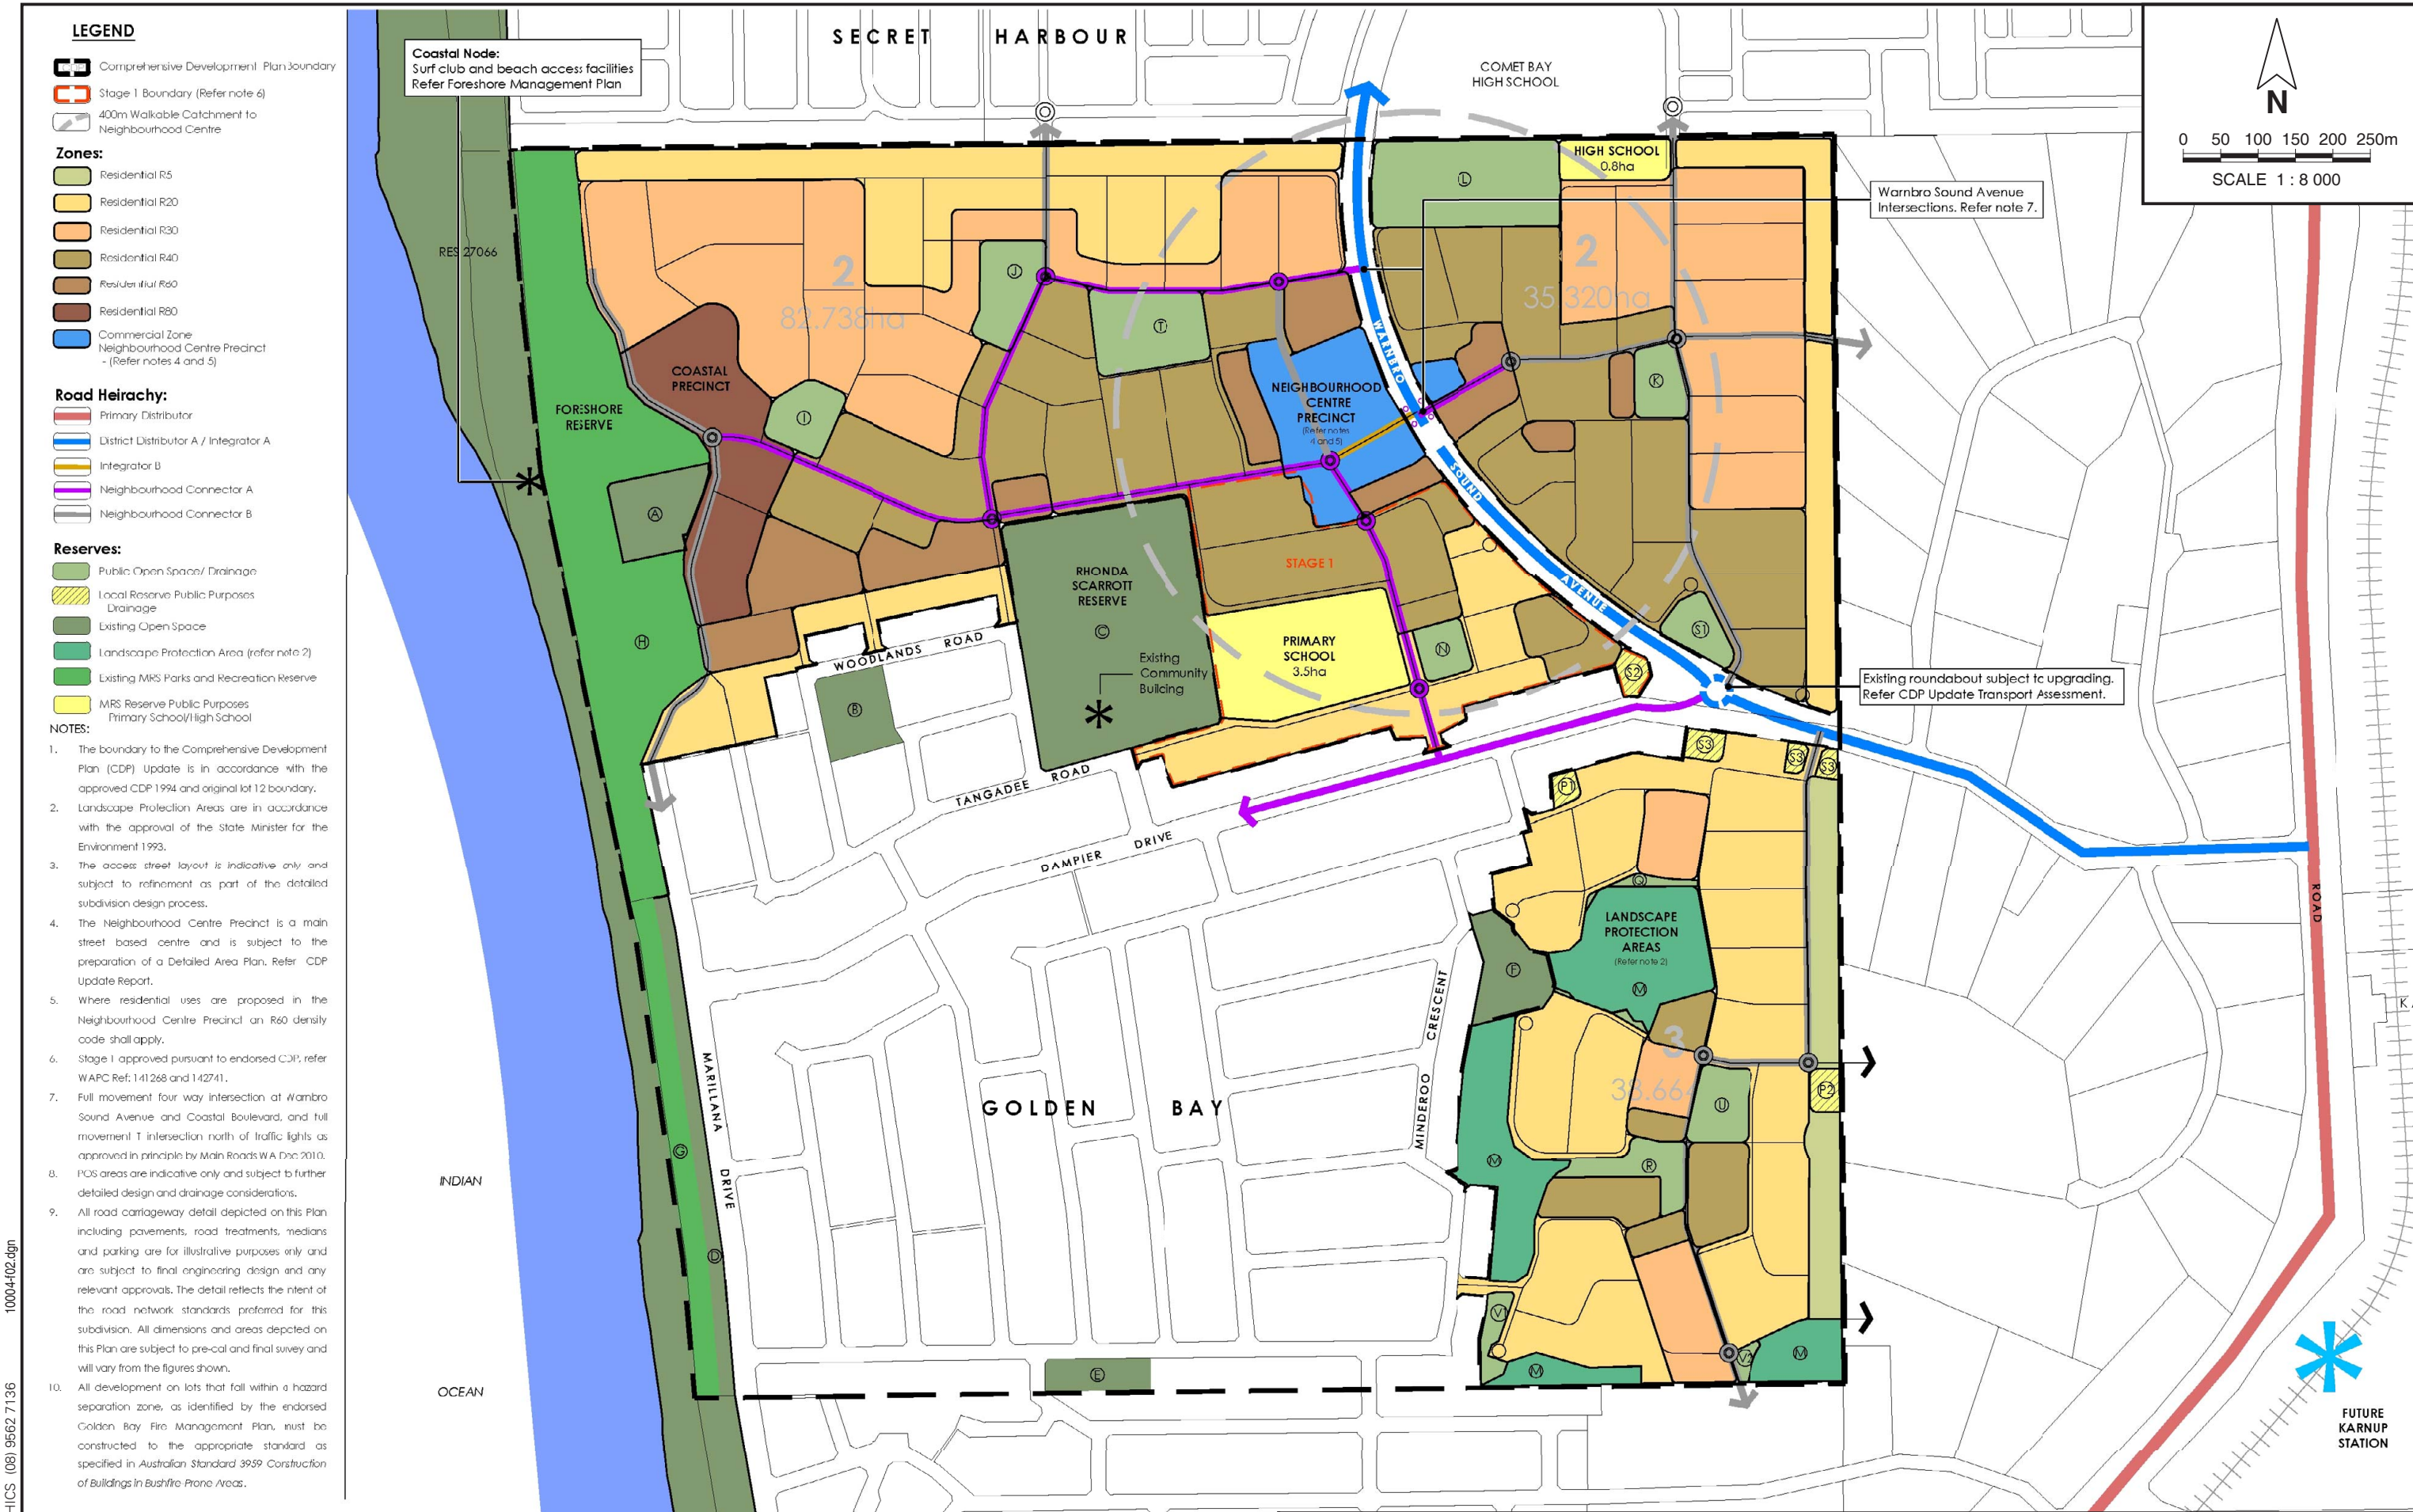 LEGEND
Comprehensive Development Plan Boundary
Stage 1 Boundary (Refer note 6)
400m Walkable Catchment to
Neighbourhood Centre
Zones:
Residential R5
Residential R20
Residential R30
Residential R40
Residential R60
Residential R80
Commercial Zone
Neighbourhood Centre Precinct
- (Refer notes 4 and 5)
Road Heirachy:
Primary Distributor
District Distributor A / Integrator A
Integrator B
Neighbourhood Connector A
Neighbourhood Connector B
Reserves:
Public Open Space/ Drainage
Local Reserve Public Purposes
Drainage
Existing Open Space
Landscape Protection Area (refer note 2)
Existing MRS Parks and Recreation Reserve
MRS Reserve Public Purposes
Primary School/High School
NOTES:
1. The boundary to the Comprehensive Development
Plan (CDP) Update is in accordance with the
approved CDP 1994 and original lot 12 boundary.
2. Landscape Protection Areas are in accordance
with the approval of the State Minister for the
Environment 1993.
3. The access street layout is indicative only and
subject to refinement as part of the detailed
subdivision design process.
4. The Neighbourhood Centre Precinct is a main
street based centre and is subject to the
preparation of a Detailed Area Plan. Refer CDP
Update Report.
5. Where residential uses are proposed in the
Neighbourhood Centre Precinct an R60 density
code shall apply.
6. Stage 1 approved pursuant to endorsed CDP, refer
WAPC Ref: 141268 and 142741.
7. Full movement four way intersection at Warnbro
Sound Avenue and Coastal Boulevard, and full
movement T intersection north of traffic lights as
approved in principle by Main Roads WA Dec 2010.
8. POS areas are indicative only and subject to further
detailed design and drainage considerations.
9. All road carriageway detail depicted on this Plan
including pavements, road treatments, medians
and parking are for illustrative purposes only and
are subject to final engineering design and any
relevant approvals. The detail reflects the intent of
the road network standards preferred for this
subdivision. All dimensions and areas depicted on
this Plan are subject to pre-cal and final survey and
will vary from the figures shown.
10. All development on lots that fall within a hazard
separation zone, as identified by the endorsed
Golden Bay Fire Management Plan, must be
constructed to the appropriate standard as
specified in Australian Standard 3959 Construction
of Buildings in Bushfire Prone Areas.
10004-f02.dgn
HICS (08) 9562 7136
SECRET HARBOUR
Coastal Node:
Surf club and beach access facilities
Refer Foreshore Management Plan
COMET BAY
HIGH SCHOOL
N
0 50 100 150 200 250m
SCALE 1 : 8 000
HIGH SCHOOL
0.8ha
L
Warnbro Sound Avenue
Intersections. Refer note 7.
RES 27066
2
82.738ha
2
35.320ha
J
T
K
I
COASTAL
PRECINCT
FORESHORE
RESERVE
NEIGHBOURHOOD
CENTRE
PRECINCT
(Refer notes
4 and 5)
WARNBRO
SOUND
AVENUE
A
H
RHONDA
SCARROTT
RESERVE
C
STAGE 1
PRIMARY
SCHOOL
3.5ha
N
S1
S2
Existing
Community
Building
WOODLANDS ROAD
B
Existing roundabout subject to upgrading.
Refer CDP Update Transport Assessment.
S3
S3
S3
P1
TANGADEE ROAD
DAMPIER DRIVE
ROAD
Q
LANDSCAPE
PROTECTION
AREAS
(Refer note 2)
M
F
MINDEROO CRESCENT
3
38.664
U
P2
MARILLANA DRIVE
GOLDEN BAY
G
D
M
R
INDIAN
OCEAN
V1
V2
M
M
E
FUTURE
KARNUP
STATION